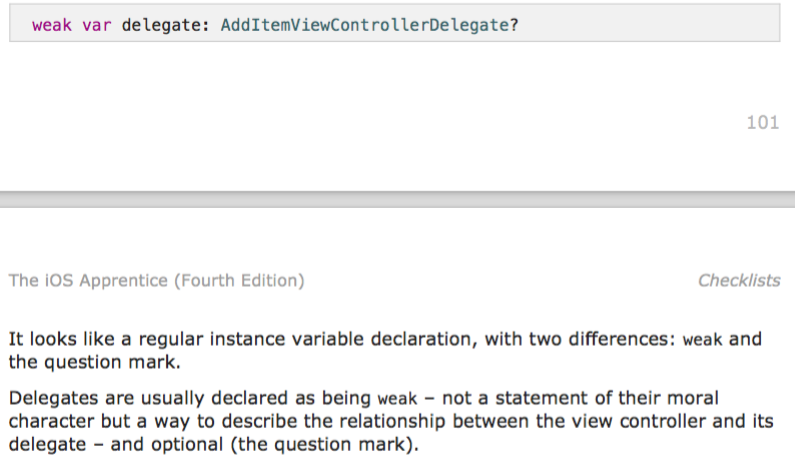 weak var delegate: AddItemViewControllerDelegate?
101
The iOS Apprentice (Fourth Edition)
Checklists
It looks like a regular instance variable declaration, with two differences: weak and
the question mark.
Delegates are usually declared as being weak – not a statement of their moral
character but a way to describe the relationship between the view controller and its
delegate – and optional (the question mark).